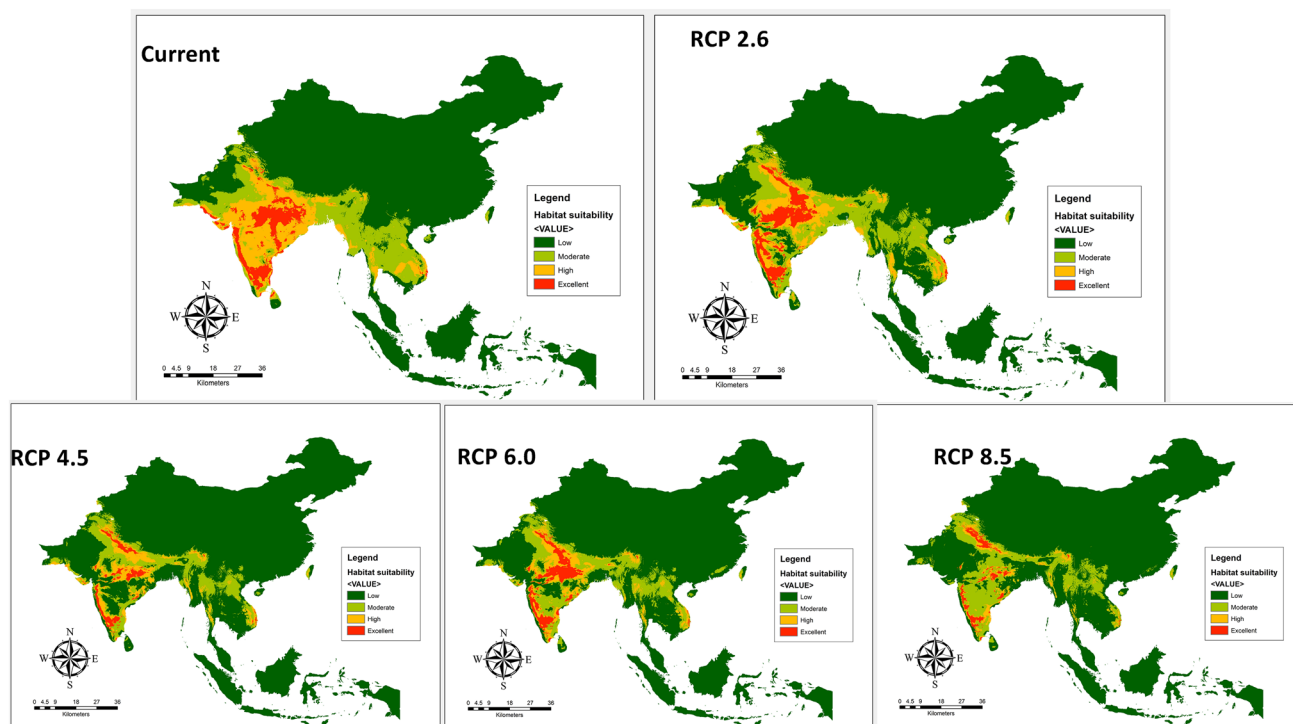 Current
Legend
Habitat suitability
<VALUE>
Low
Moderate
High
Excellent
N
W E
S
0 4.5 9 18 27 36
Kilometers
RCP 2.6
Legend
Habitat suitability
<VALUE>
Low
Moderate
High
Excellent
N
W E
S
0 4.5 9 18 27 36
Kilometers
RCP 4.5
Legend
Habitat suitability
<VALUE>
Low
Moderate
High
Excellent
N
W E
S
0 4.5 9 18 27 36
Kilometers
RCP 6.0
Legend
Habitat suitability
<VALUE>
Low
Moderate
High
Excellent
N
W E
S
0 4.5 9 18 27 36
Kilometers
RCP 8.5
Legend
Habitat suitability
<VALUE>
Low
Moderate
High
Excellent
N
W E
S
0 4.5 9 18 27 36
Kilometers